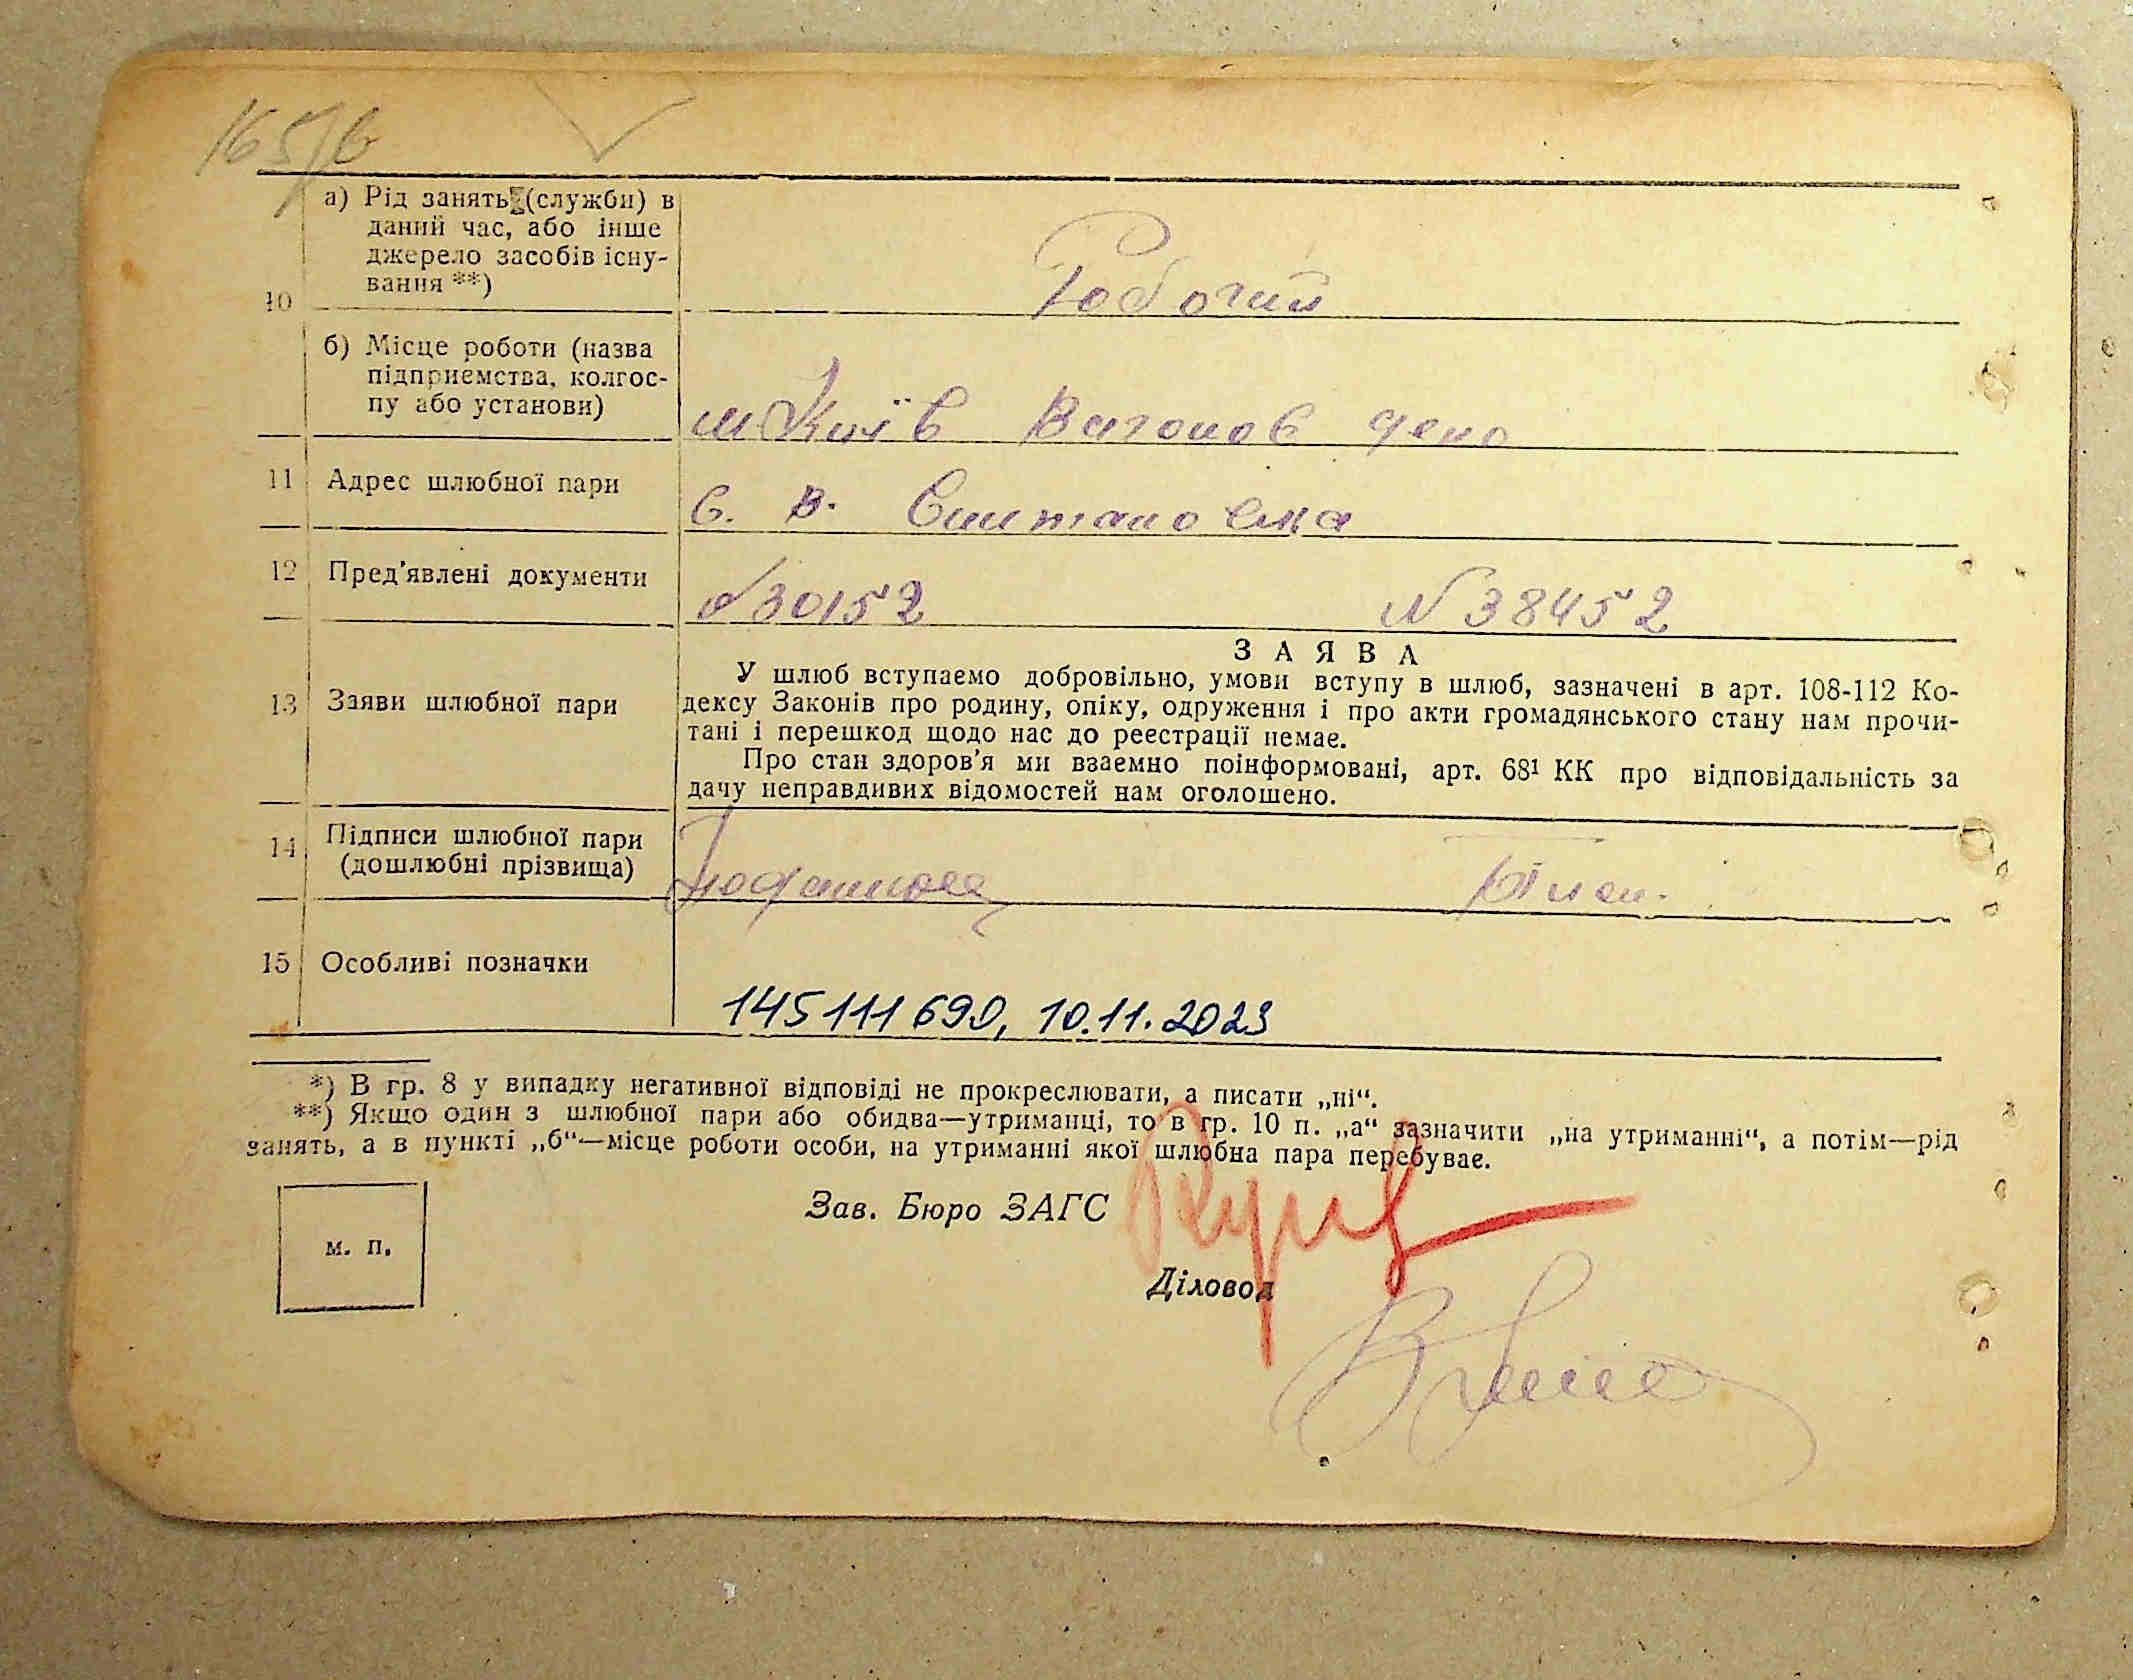 165/6
10
а) Рід занять (служби) в
даний час, або інше
джерело засобів існу-
вання **)
Робочий
б) Місце роботи (назва
підприємства, колгос-
пу або установи)
м Київ Вагонов депо
11 Адрес шлюбної пари
с. В.
12 Пред'явлені документи
№30152 №38452
ЗАЯВА
13 Заяви шлюбної пари
У шлюб вступаємо добровільно, умови вступу в шлюб, зазначені в арт. 108-112 Ко-
дексу Законів про родину, опіку, одруження і про акти громадянського стану нам прочи-
тані і перешкод щодо нас до реєстрації немає.
Про стан здоров'я ми взаємно поінформовані, арт. 68¹ КК про відповідальність за
дачу неправдивих відомостей нам оголошено.
14 Підписи шлюбної пари
(дошлюбні прізвища)
15 Особливі позначки
145111690, 10.11.2023
*) В гр. 8 у випадку негативної відповіді не прокреслювати, а писати „ні“.
**) Якщо один з шлюбної пари або обидва—утриманці, то в гр. 10 п. „а“ зазначити „на утриманні“, а потім—рід
занять, а в пункті „б“—місце роботи особи, на утриманні якої шлюбна пара перебуває.
Зав. Бюро ЗАГС
м. п.
Діловод